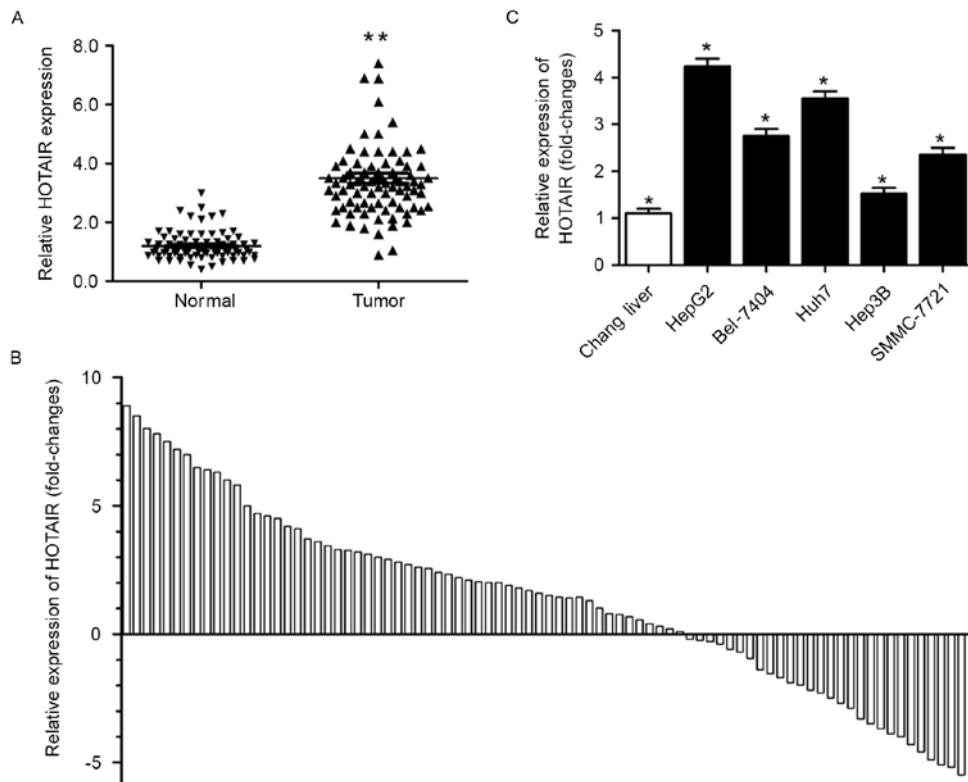 A
**
8.0
6.0
4.0
2.0
0.0
Relative HOTAIR expression
Normal
Tumor
C
5
4
3
2
1
0
Relative expression of
HOTAIR (fold-changes)
*
*
*
*
*
*
Chang liver
HepG2
Bel-7404
Huh7
Hep3B
SMMC-7721
B
10
5
0
-5
Relative expression of HOTAIR (fold-changes)